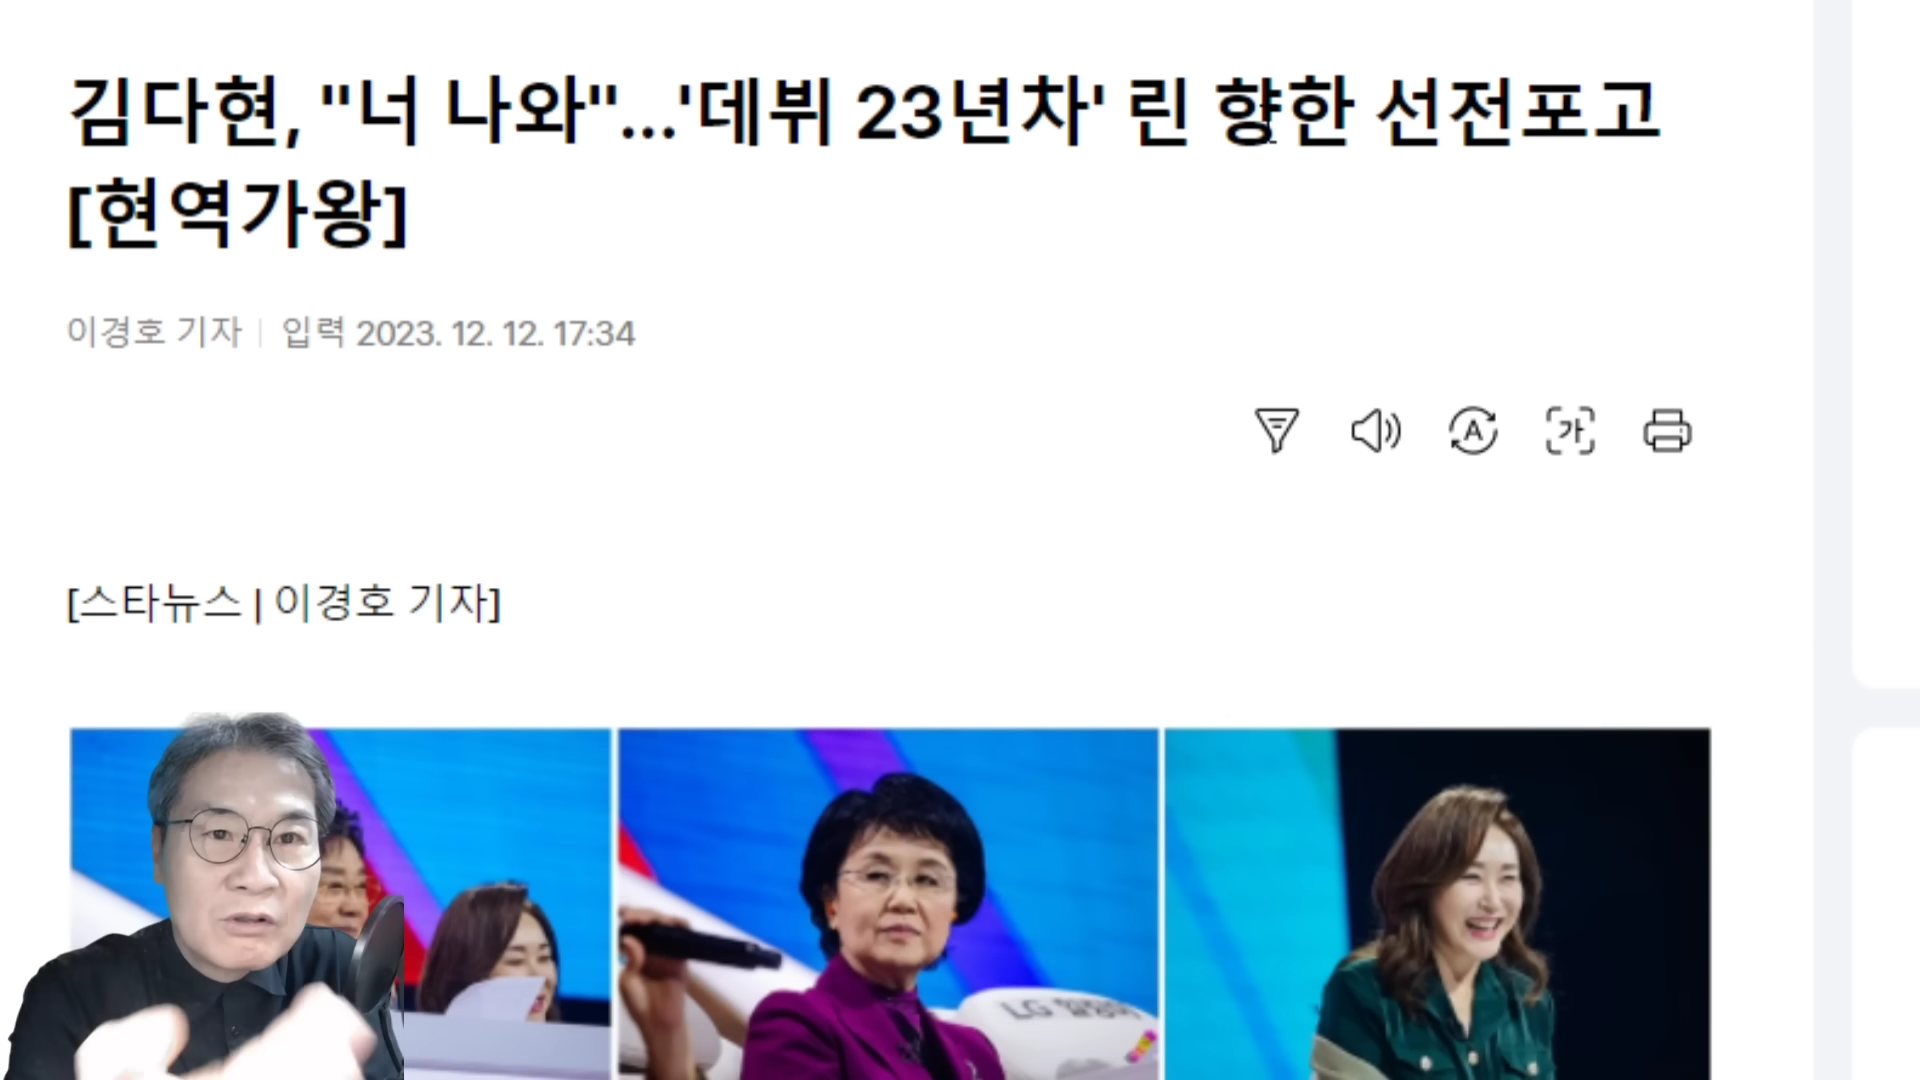 김다현, "너 나와"...'데뷔 23년차' 린 향한 선전포고
[현역가왕]
이경호 기자 | 입력 2023. 12. 12. 17:34
A
가
[스타뉴스 | 이경호 기자]
LG